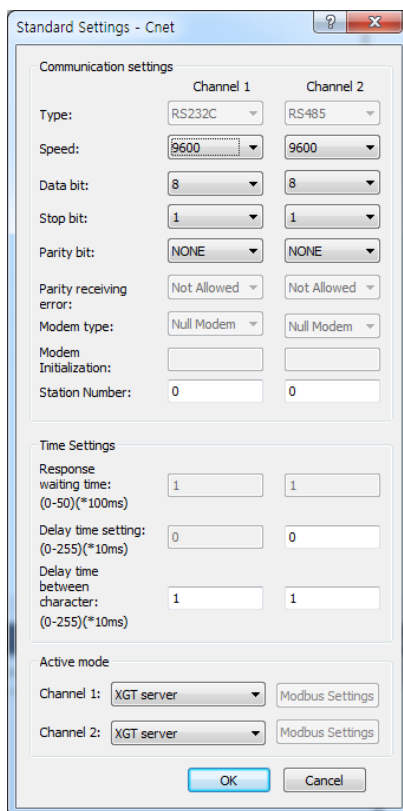 Standard Settings - Cnet
Communication settings
Channel 1 Channel 2
Type: RS232C RS485
Speed: 9600 9600
Data bit: 8 8
Stop bit: 1 1
Parity bit: NONE NONE
Parity receiving
error: Not Allowed Not Allowed
Modem type: Null Modem Null Modem
Modem
Initialization:
Station Number: 0 0
Time Settings
Response
waiting time: 1 1
(0-50)(*100ms)
Delay time setting: 0 0
(0-255)(*10ms)
Delay time
between
character: 1 1
(0-255)(*10ms)
Active mode
Channel 1: XGT server Modbus Settings
Channel 2: XGT server Modbus Settings
OK Cancel